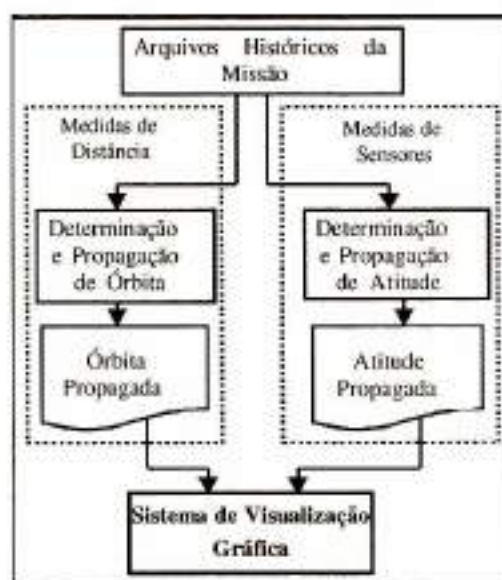 Arquivos Históricos da
Missão
Medidas de
Distância
Medidas de
Sensores
Determinação
e Propagação
de Órbita
Determinação
e Propagação
de Atitude
Órbita
Propagada
Atitude
Propagada
Sistema de Visualização
Gráfica